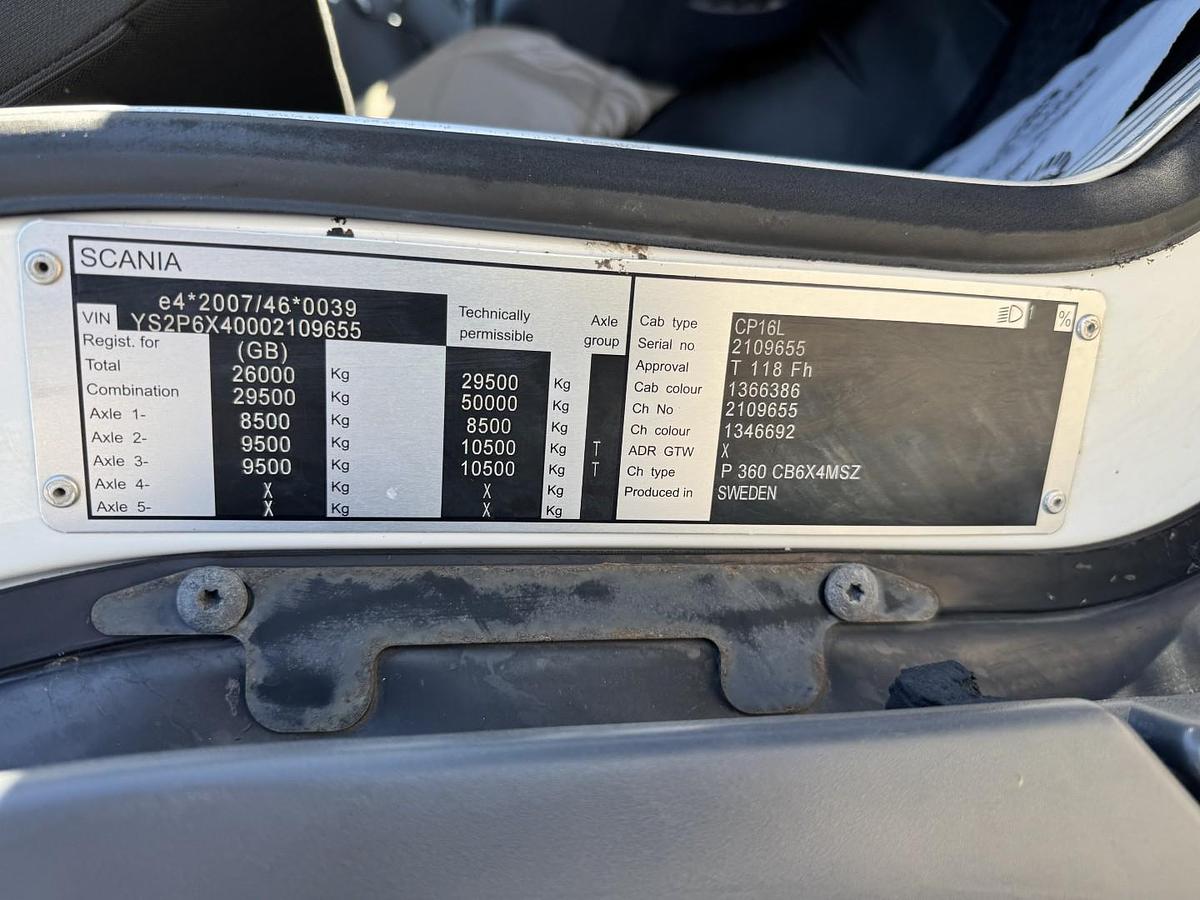 SCANIA
e4*2007/46*0039
VIN YS2P6X40002109655
Technically permissible
Axle group
Regist. for (GB)
Total 26000 Kg 29500 Kg
Combination 29500 Kg 50000 Kg
Axle 1- 8500 Kg 8500 Kg
Axle 2- 9500 Kg 10500 Kg T
Axle 3- 9500 Kg 10500 Kg T
Axle 4- X Kg X Kg
Axle 5- X Kg X Kg
1 %
Cab type CP16L
Serial no 2109655
Approval T 118 Fh
Cab colour 1366386
Ch No 2109655
Ch colour 1346692
ADR GTW X
Ch type P 360 CB6X4MSZ
Produced in SWEDEN